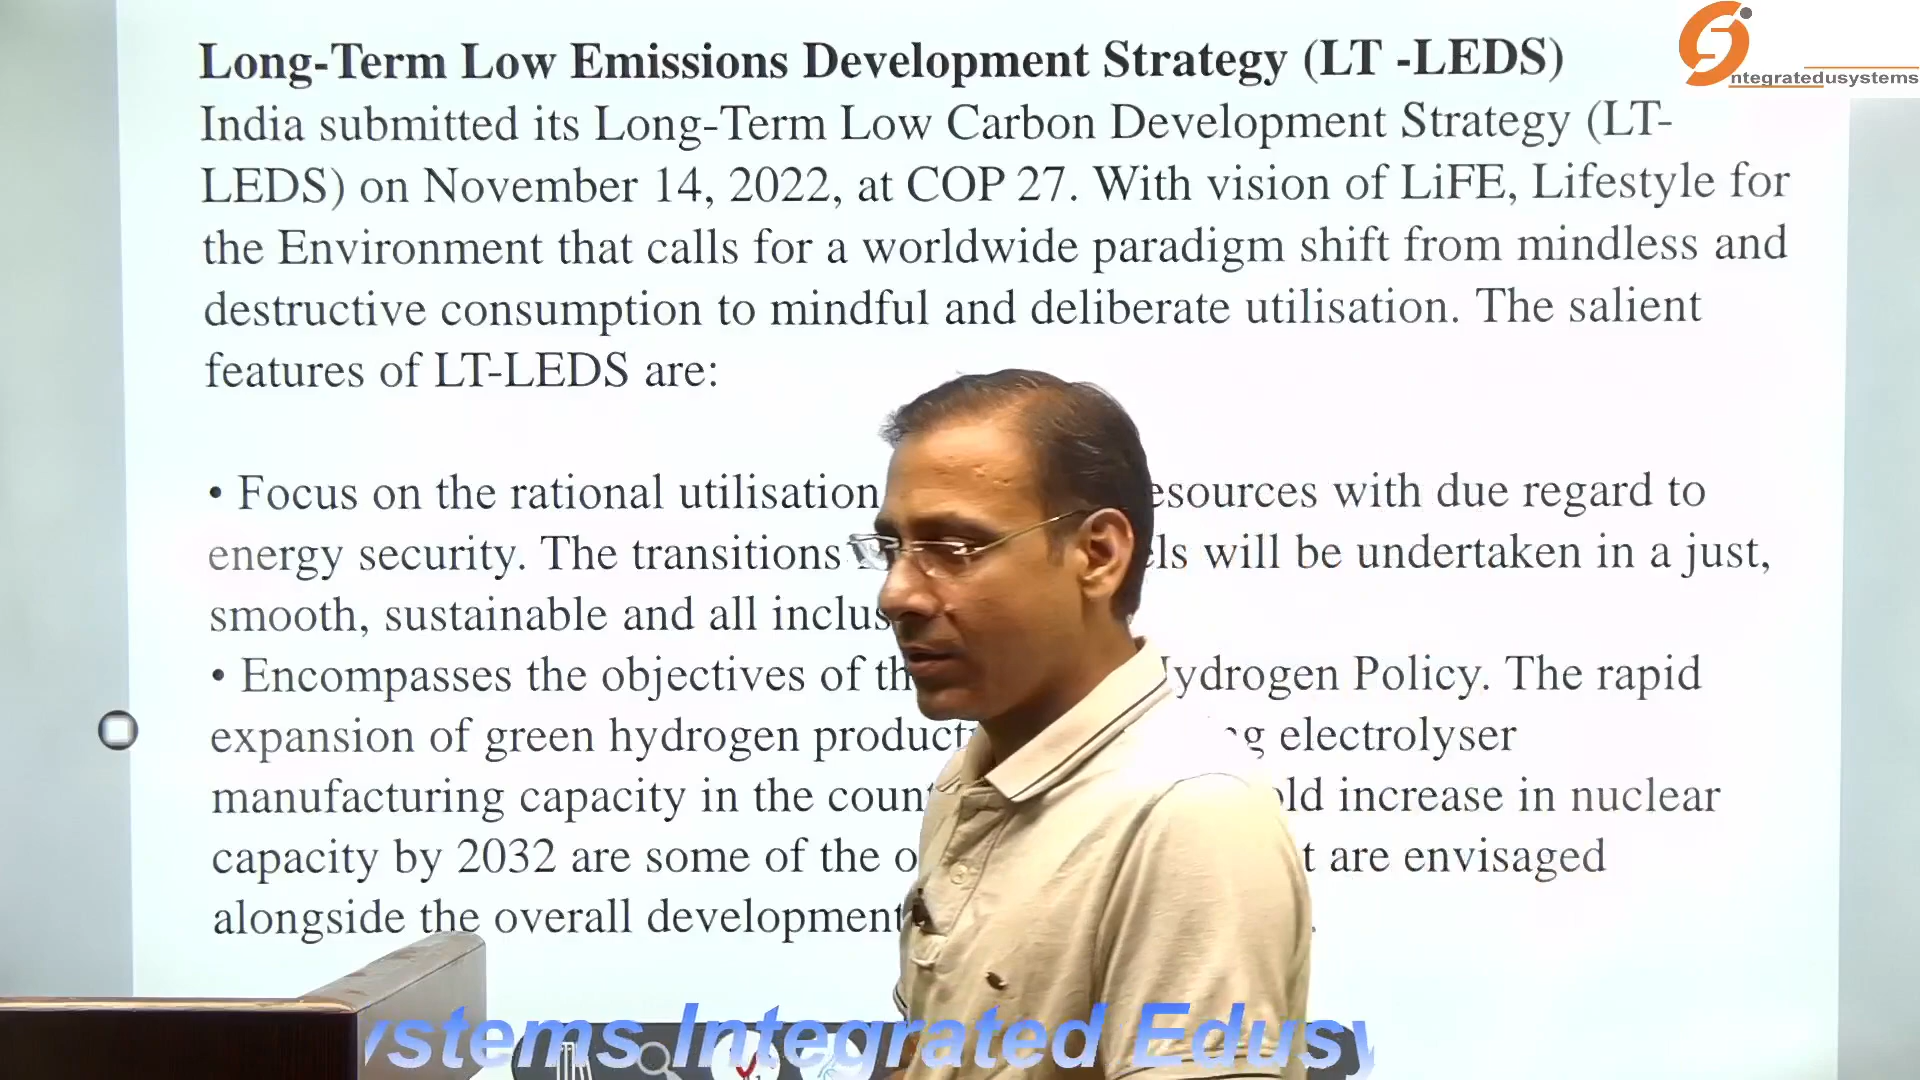 Long-Term Low Emissions Development Strategy (LT -LEDS)
ntegratedusystems
India submitted its Long-Term Low Carbon Development Strategy (LT-
LEDS) on November 14, 2022, at COP 27. With vision of LiFE, Lifestyle for
the Environment that calls for a worldwide paradigm shift from mindless and
destructive consumption to mindful and deliberate utilisation. The salient
features of LT-LEDS are:
• Focus on the rational utilisation esources with due regard to
energy security. The transitions ls will be undertaken in a just,
smooth, sustainable and all inclus
• Encompasses the objectives of th ydrogen Policy. The rapid
expansion of green hydrogen product g electrolyser
manufacturing capacity in the coun ld increase in nuclear
capacity by 2032 are some of the o t are envisaged
alongside the overall development
ystems Integrated Edusy